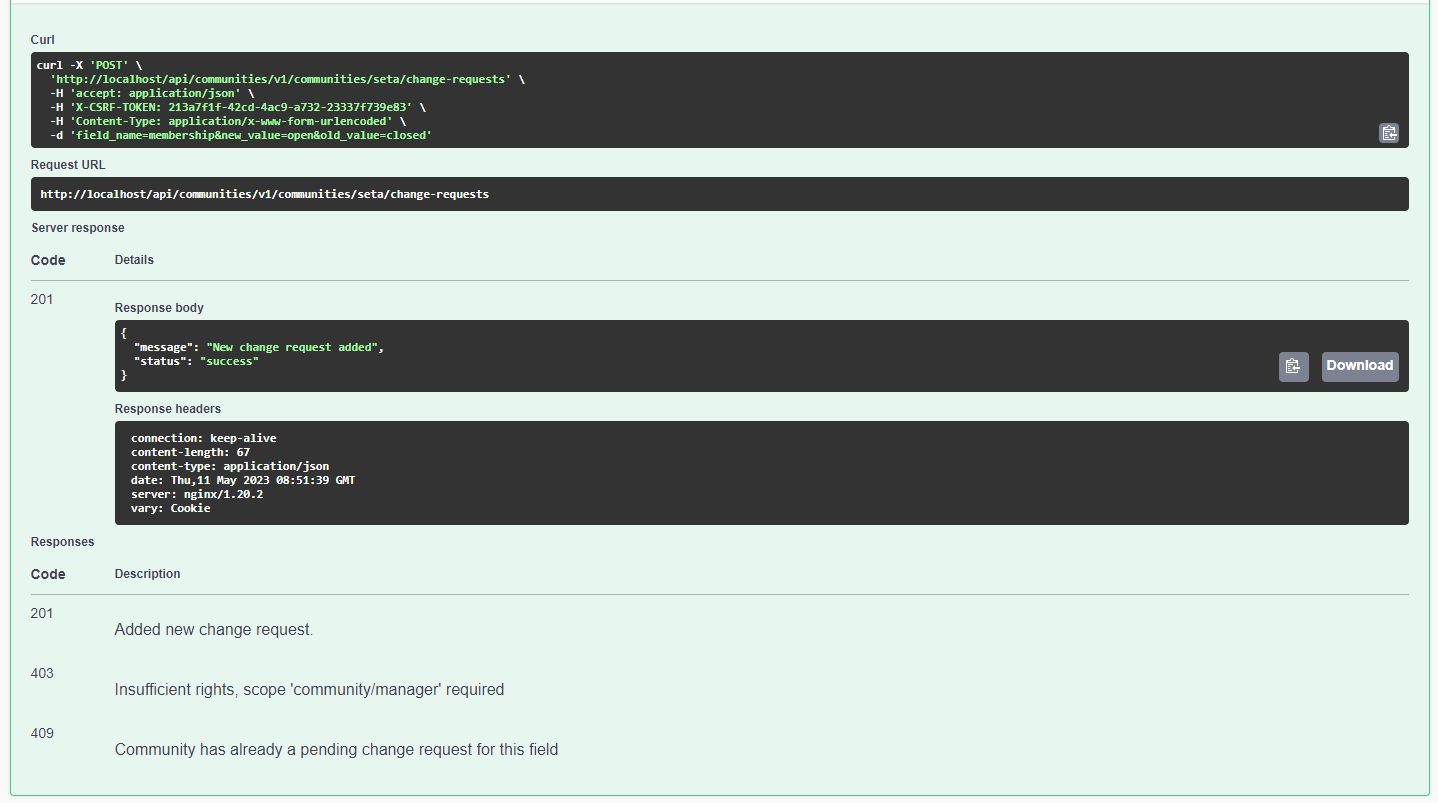 Curl
curl -X 'POST' \
'http://localhost/api/communities/v1/communities/seta/change-requests' \
-H 'accept: application/json' \
-H 'X-CSRF-TOKEN: 213a7f1f-42cd-4ac9-a732-23337f739e83' \
-H 'Content-Type: application/x-www-form-urlencoded' \
-d 'field_name=membership&new_value=open&old_value=closed'
Request URL
http://localhost/api/communities/v1/communities/seta/change-requests
Server response
Code Details
201
Response body
{
"message": "New change request added",
"status": "success"
}
Download
Response headers
connection: keep-alive
content-length: 67
content-type: application/json
date: Thu,11 May 2023 08:51:39 GMT
server: nginx/1.20.2
vary: Cookie
Responses
Code Description
201
Added new change request.
403
Insufficient rights, scope 'community/manager' required
409
Community has already a pending change request for this field